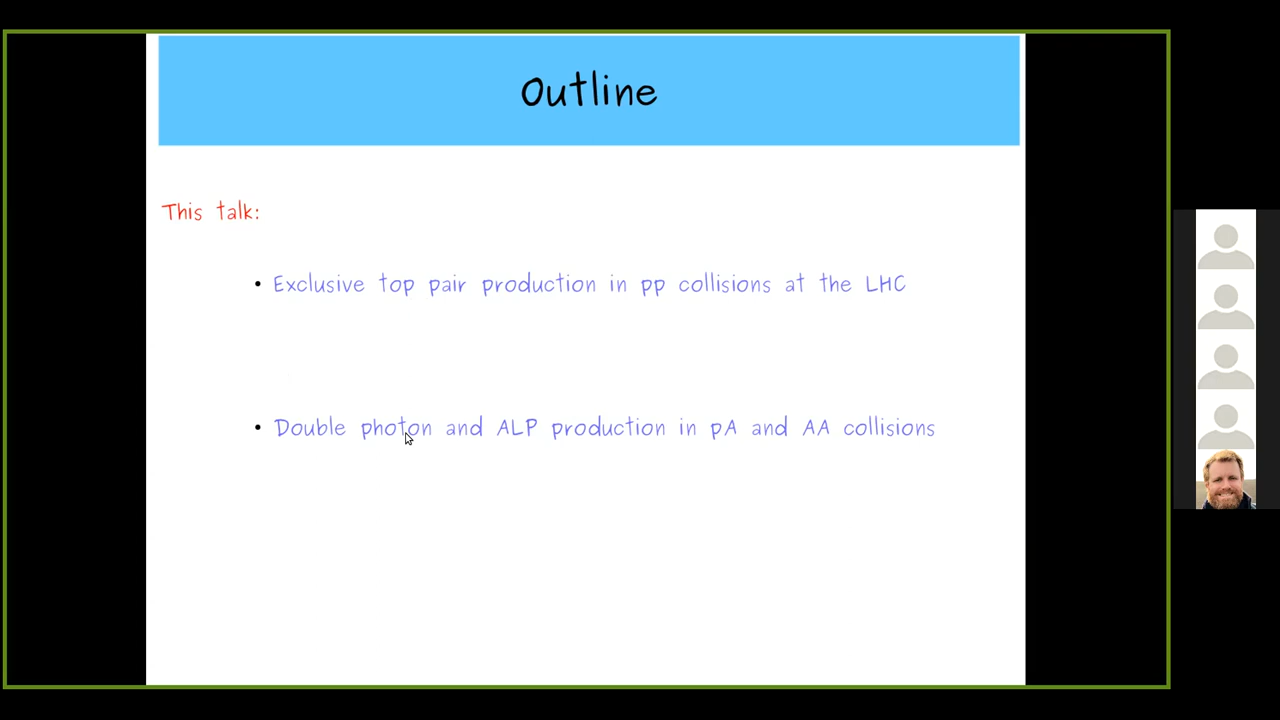 Outline
This talk:
• Exclusive top pair production in pp collisions at the LHC
• Double photon and ALP production in pA and AA collisions